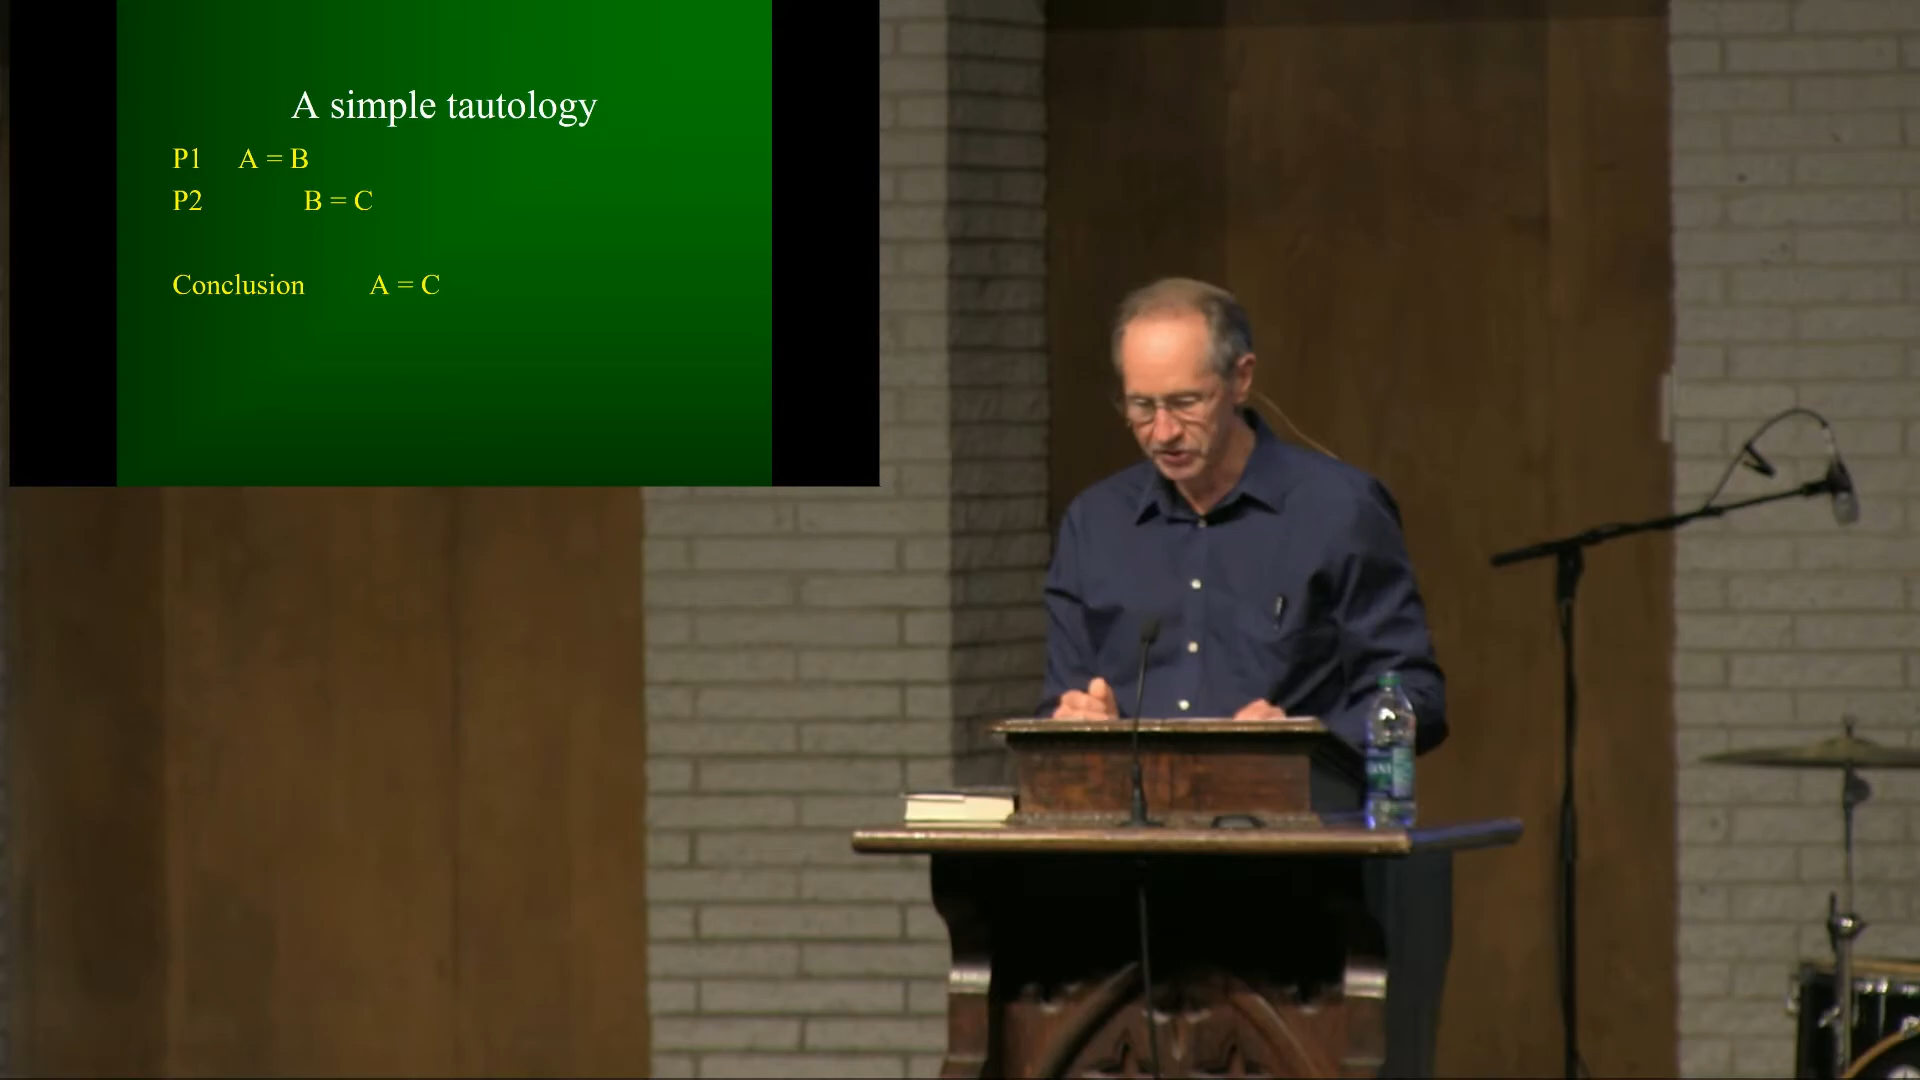 A simple tautology
P1 A = B
P2 B = C
Conclusion A = C